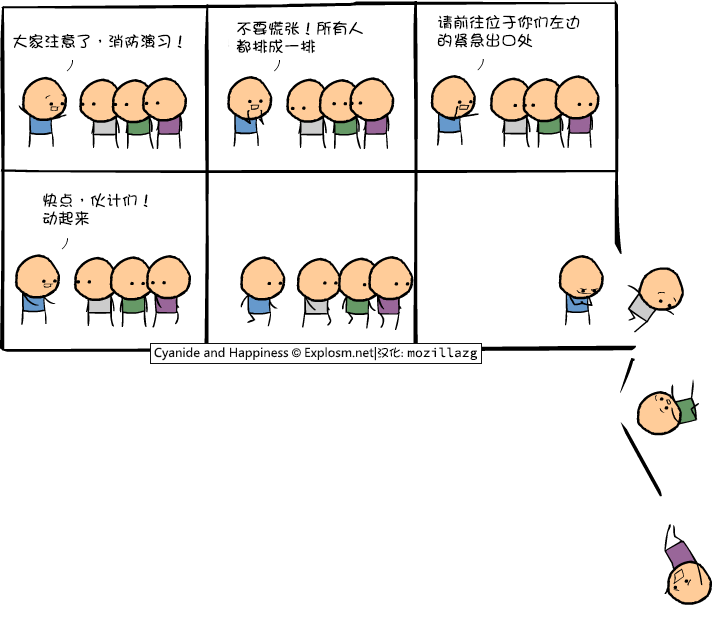 大家注意了，消防演习！
不要慌张！所有人
都排成一排
请前往位于你们左边
的紧急出口处
快点，伙计们！
动起来
Cyanide and Happiness © Explosm.net|汉化: mozillazg